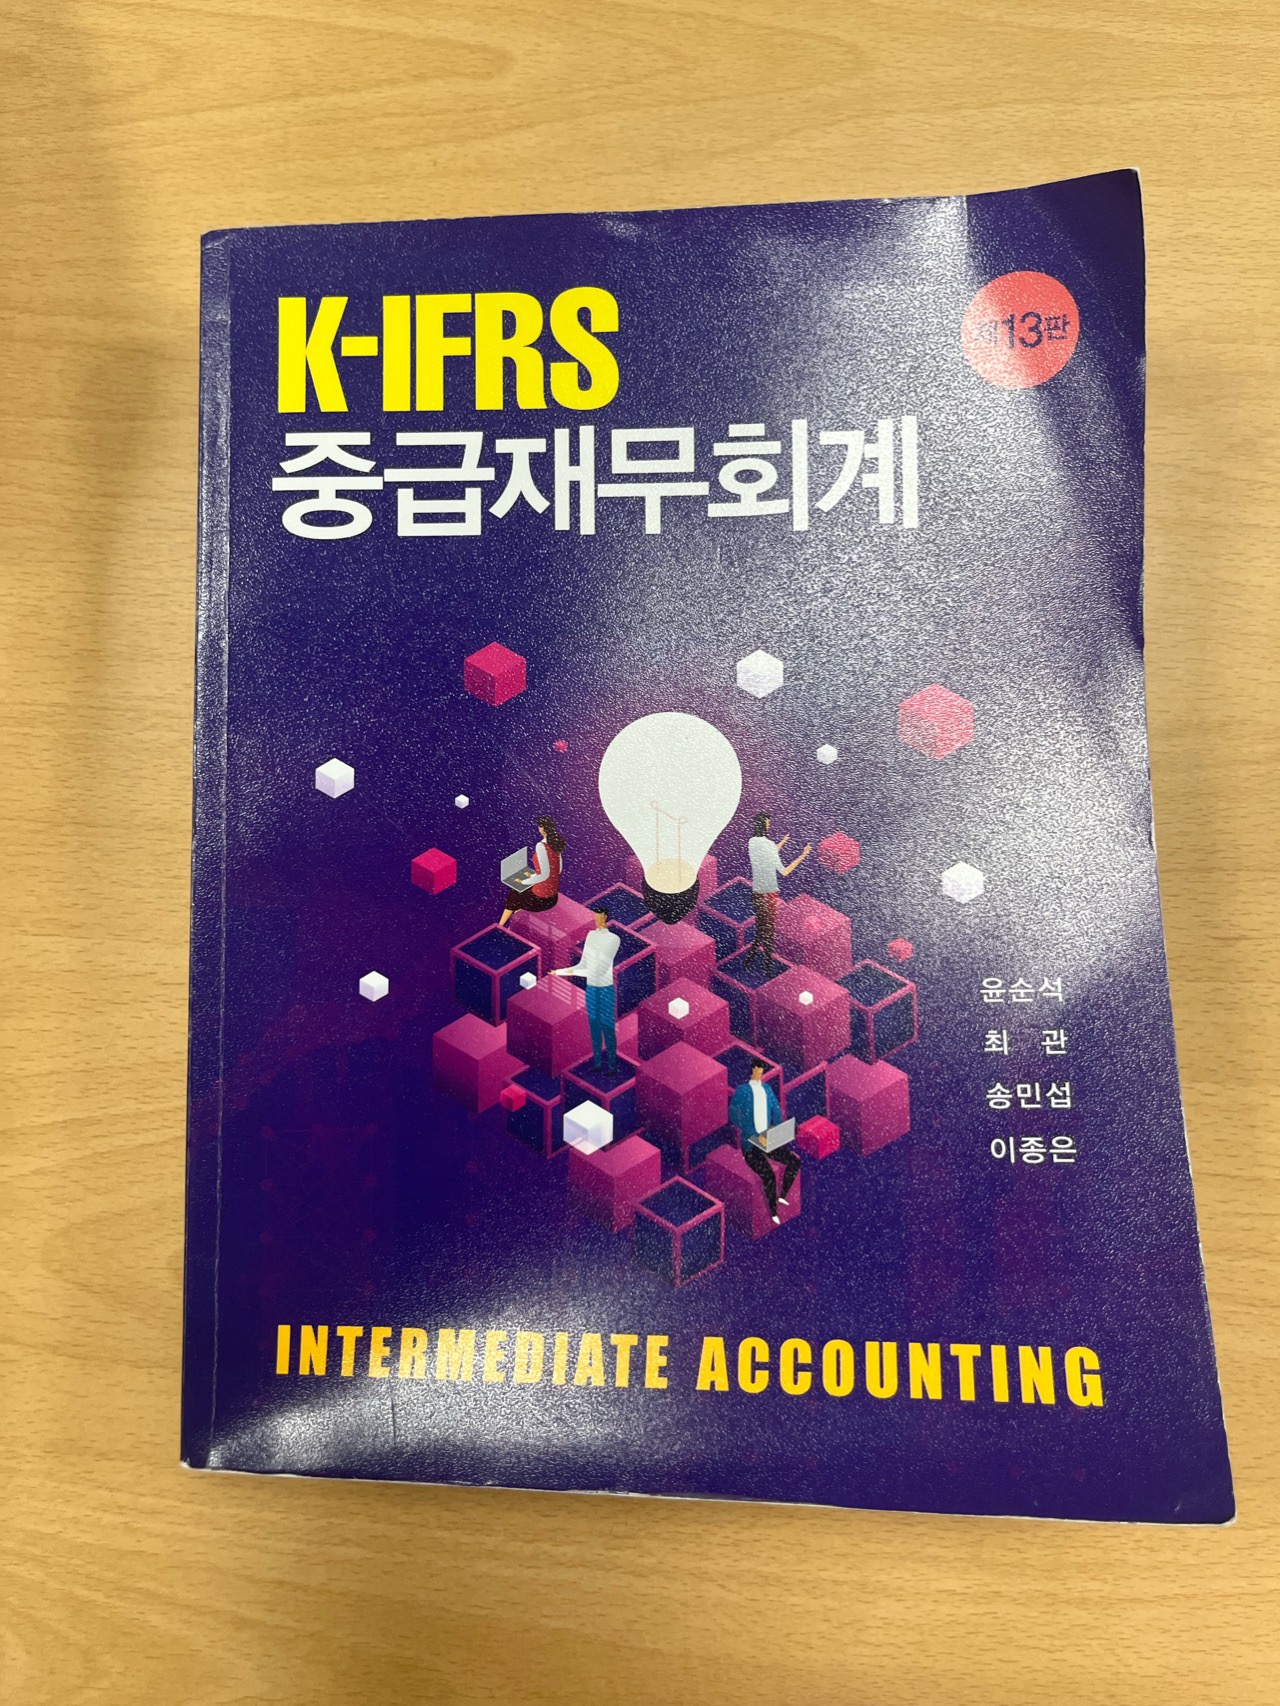 K-IFRS
제13판
중급재무회계
윤순석
최 관
송민섭
이종은
INTERMEDIATE ACCOUNTING